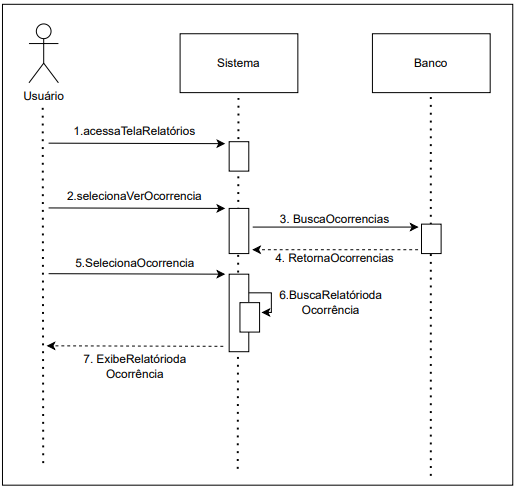 Sistema
Banco
Usuário
1.acessaTelaRelatórios
2.selecionaVerOcorrencia
3. BuscaOcorrencias
4. RetornaOcorrencias
5.SelecionaOcorrencia
6.BuscaRelatórioda
Ocorrência
7. ExibeRelatórioda
Ocorrência